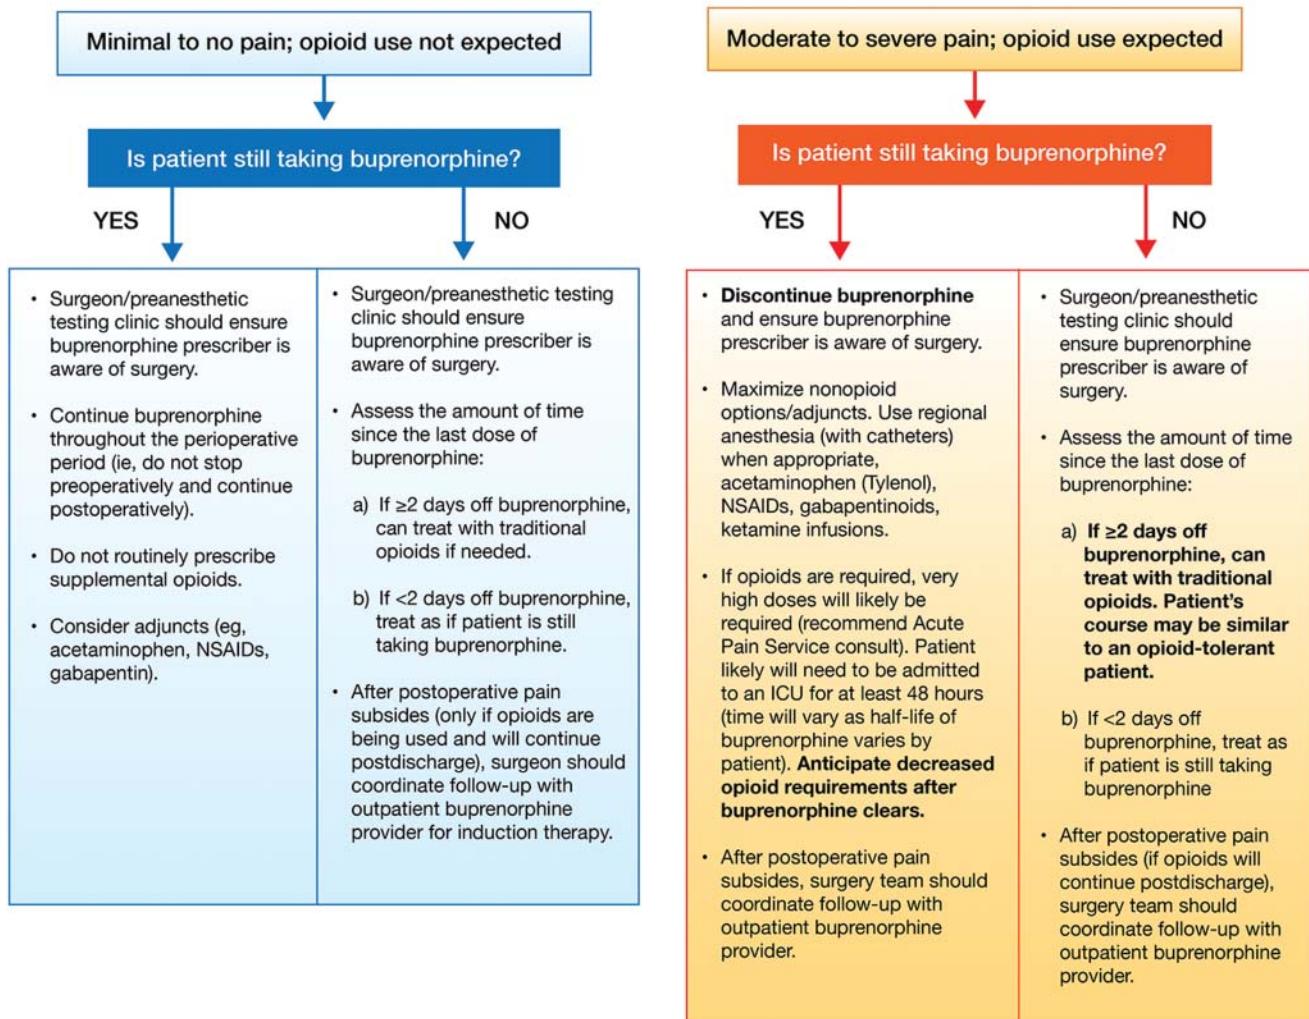 Minimal to no pain; opioid use not expected
Is patient still taking buprenorphine?
YES
NO
• Surgeon/preanesthetic
testing clinic should ensure
buprenorphine prescriber is
aware of surgery.
• Continue buprenorphine
throughout the perioperative
period (ie, do not stop
preoperatively and continue
postoperatively).
• Do not routinely prescribe
supplemental opioids.
• Consider adjuncts (eg,
acetaminophen, NSAIDs,
gabapentin).
• Surgeon/preanesthetic testing
clinic should ensure
buprenorphine prescriber is
aware of surgery.
• Assess the amount of time
since the last dose of
buprenorphine:
a) If ≥2 days off buprenorphine,
can treat with traditional
opioids if needed.
b) If <2 days off buprenorphine,
treat as if patient is still
taking buprenorphine.
• After postoperative pain
subsides (only if opioids are
being used and will continue
postdischarge), surgeon should
coordinate follow-up with
outpatient buprenorphine
provider for induction therapy.
Moderate to severe pain; opioid use expected
Is patient still taking buprenorphine?
YES
NO
• Discontinue buprenorphine
and ensure buprenorphine
prescriber is aware of surgery.
• Maximize nonopioid
options/adjuncts. Use regional
anesthesia (with catheters)
when appropriate,
acetaminophen (Tylenol),
NSAIDs, gabapentinoids,
ketamine infusions.
• If opioids are required, very
high doses will likely be
required (recommend Acute
Pain Service consult). Patient
likely will need to be admitted
to an ICU for at least 48 hours
(time will vary as half-life of
buprenorphine varies by
patient). Anticipate decreased
opioid requirements after
buprenorphine clears.
• After postoperative pain
subsides, surgery team should
coordinate follow-up with
outpatient buprenorphine
provider.
• Surgeon/preanesthetic
testing clinic should
ensure buprenorphine
prescriber is aware of
surgery.
• Assess the amount of time
since the last dose of
buprenorphine:
a) If ≥2 days off
buprenorphine, can
treat with traditional
opioids. Patient's
course may be similar
to an opioid-tolerant
patient.
b) If <2 days off
buprenorphine, treat as
if patient is still taking
buprenorphine
• After postoperative pain
subsides (if opioids will
continue postdischarge),
surgery team should
coordinate follow-up with
outpatient buprenorphine
provider.